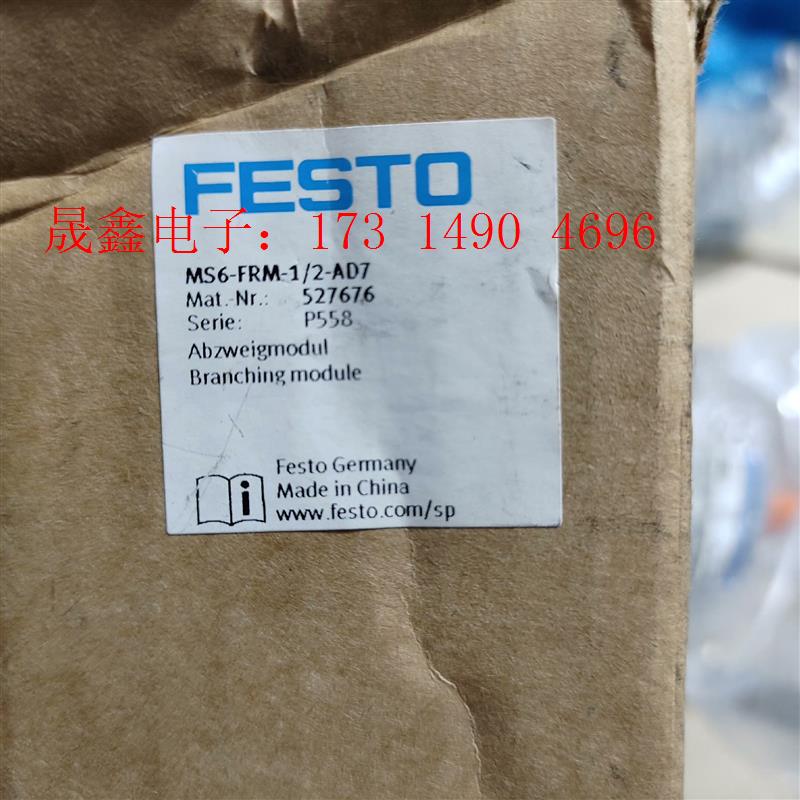 FESTO
晟鑫电子：173 1490 4696
MS6-FRM-1/2-AD7
Mat.-Nr.: 527676
Serie: P558
Abzweigmodul
Branching module
Festo Germany
Made in China
www.festo.com/sp